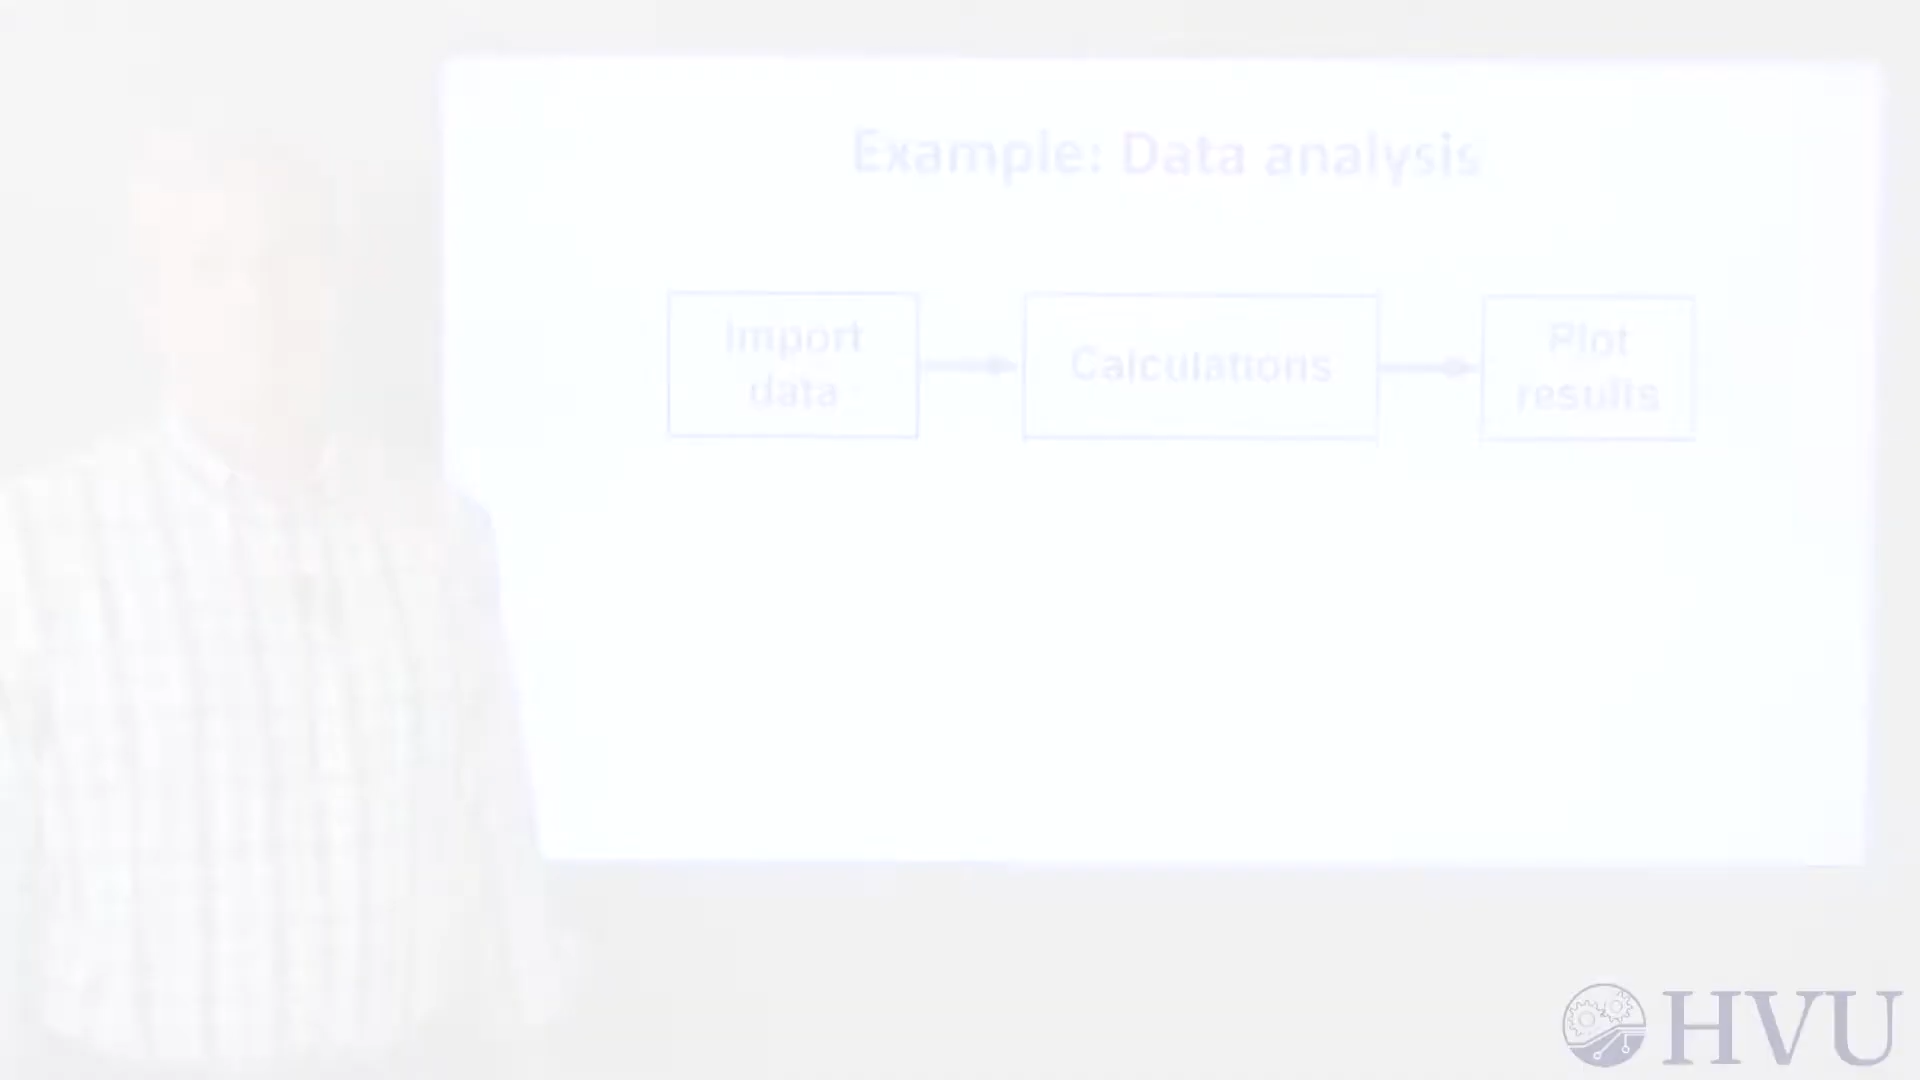 Example: Data analysis
Import
data
Calculations
Plot
results
HVU